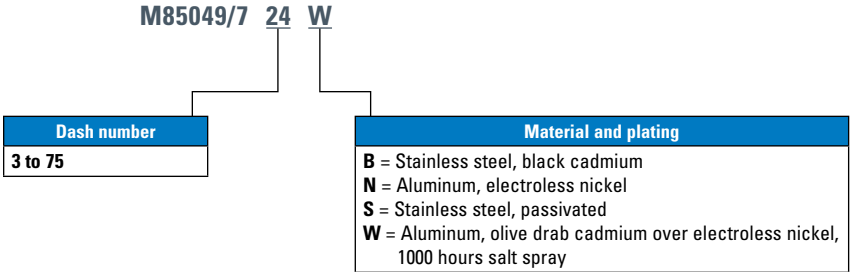 M85049/7 24 W
Dash number
3 to 75
Material and plating
B = Stainless steel, black cadmium
N = Aluminum, electroless nickel
S = Stainless steel, passivated
W = Aluminum, olive drab cadmium over electroless nickel,
1000 hours salt spray